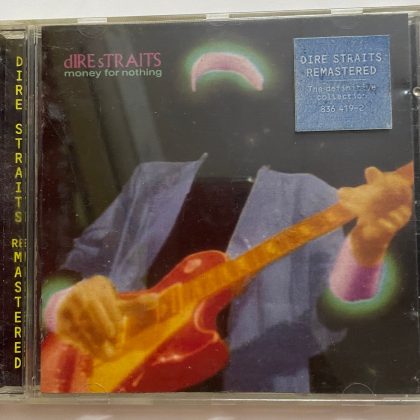 dIRE sTRAITS
money for nothing
DIRE STRAITS
REMASTERED
The definitive
collection
836 419-2
DIRE STRAITS REMASTERED